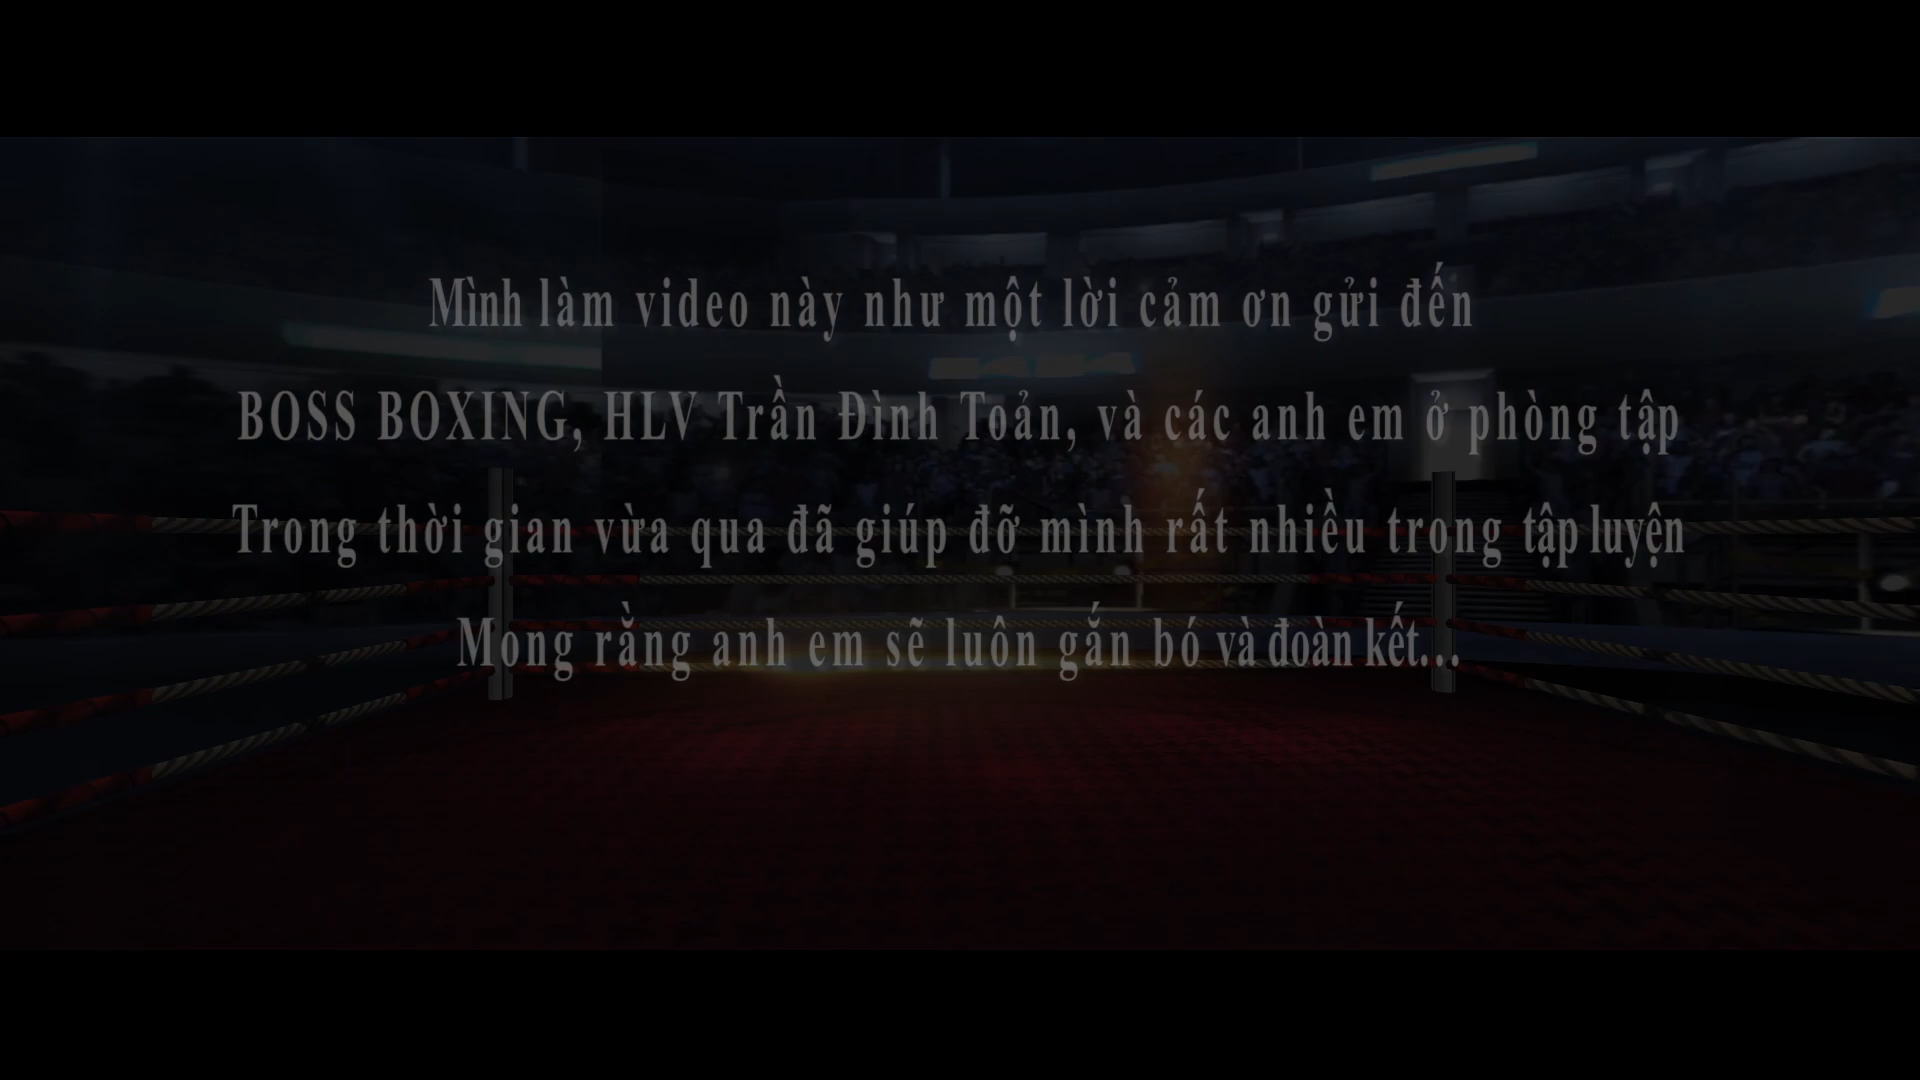 Mình làm video này như một lời cảm ơn gửi đến
BOSS BOXING, HLV Trần Đình Toản, và các anh em ở phòng tập
Trong thời gian vừa qua đã giúp đỡ mình rất nhiều trong tập luyện
Mong rằng anh em sẽ luôn gắn bó và đoàn kết...